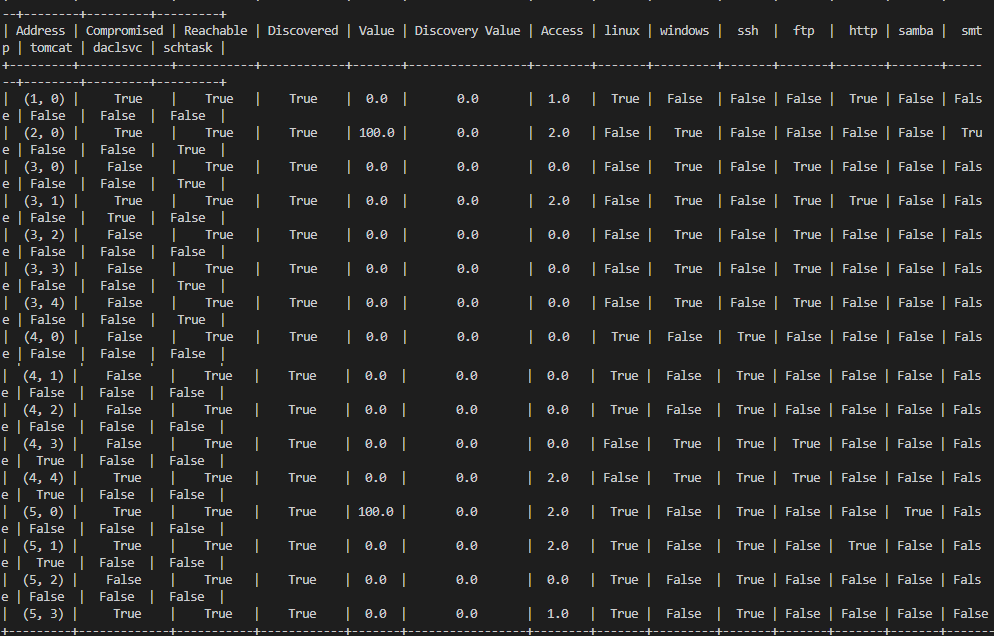 --+--------+----------+---------+
| Address | Compromised | Reachable | Discovered | Value | Discovery Value | Access | linux | windows | ssh | ftp | http | samba | smt
p | tomcat | daclsvc | schtask |
+---------+-------------+-----------+------------+-------+-----------------+--------+-------+---------+-------+-------+-------+-------+-----
--+--------+----------+---------+
| (1, 0) | True | True | True | 0.0 | 0.0 | 1.0 | True | False | False | False | True | False | Fals
e | False | False | False |
| (2, 0) | True | True | True | 100.0 | 0.0 | 2.0 | False | True | False | False | False | False | Tru
e | False | False | True |
| (3, 0) | False | True | True | 0.0 | 0.0 | 0.0 | False | True | False | True | False | False | Fals
e | False | False | True |
| (3, 1) | True | True | True | 0.0 | 0.0 | 2.0 | False | True | False | True | True | False | Fals
e | False | True | False |
| (3, 2) | False | True | True | 0.0 | 0.0 | 0.0 | False | True | False | True | False | False | Fals
e | False | False | False |
| (3, 3) | False | True | True | 0.0 | 0.0 | 0.0 | False | True | False | True | False | False | Fals
e | False | False | True |
| (3, 4) | False | True | True | 0.0 | 0.0 | 0.0 | False | True | False | True | False | False | Fals
e | False | False | True |
| (4, 0) | False | True | True | 0.0 | 0.0 | 0.0 | True | False | True | False | False | False | Fals
e | False | False | False |
| (4, 1) | False | True | True | 0.0 | 0.0 | 0.0 | True | False | True | False | False | False | Fals
e | False | False | False |
| (4, 2) | False | True | True | 0.0 | 0.0 | 0.0 | True | False | True | False | False | False | Fals
e | False | False | False |
| (4, 3) | False | True | True | 0.0 | 0.0 | 0.0 | False | True | True | True | False | False | Fals
e | True | False | False |
| (4, 4) | True | True | True | 0.0 | 0.0 | 2.0 | False | True | True | True | False | False | Fals
e | True | False | False |
| (5, 0) | True | True | True | 100.0 | 0.0 | 2.0 | True | False | True | False | False | True | Fals
e | False | False | False |
| (5, 1) | True | True | True | 0.0 | 0.0 | 2.0 | True | False | True | False | True | False | Fals
e | True | False | False |
| (5, 2) | False | True | True | 0.0 | 0.0 | 0.0 | True | False | True | False | False | False | Fals
e | False | False | False |
| (5, 3) | True | True | True | 0.0 | 0.0 | 1.0 | True | False | True | False | False | False | False
+---------+-------------+-----------+------------+-------+-----------------+--------+-------+---------+-------+-------+-------+-------+-----